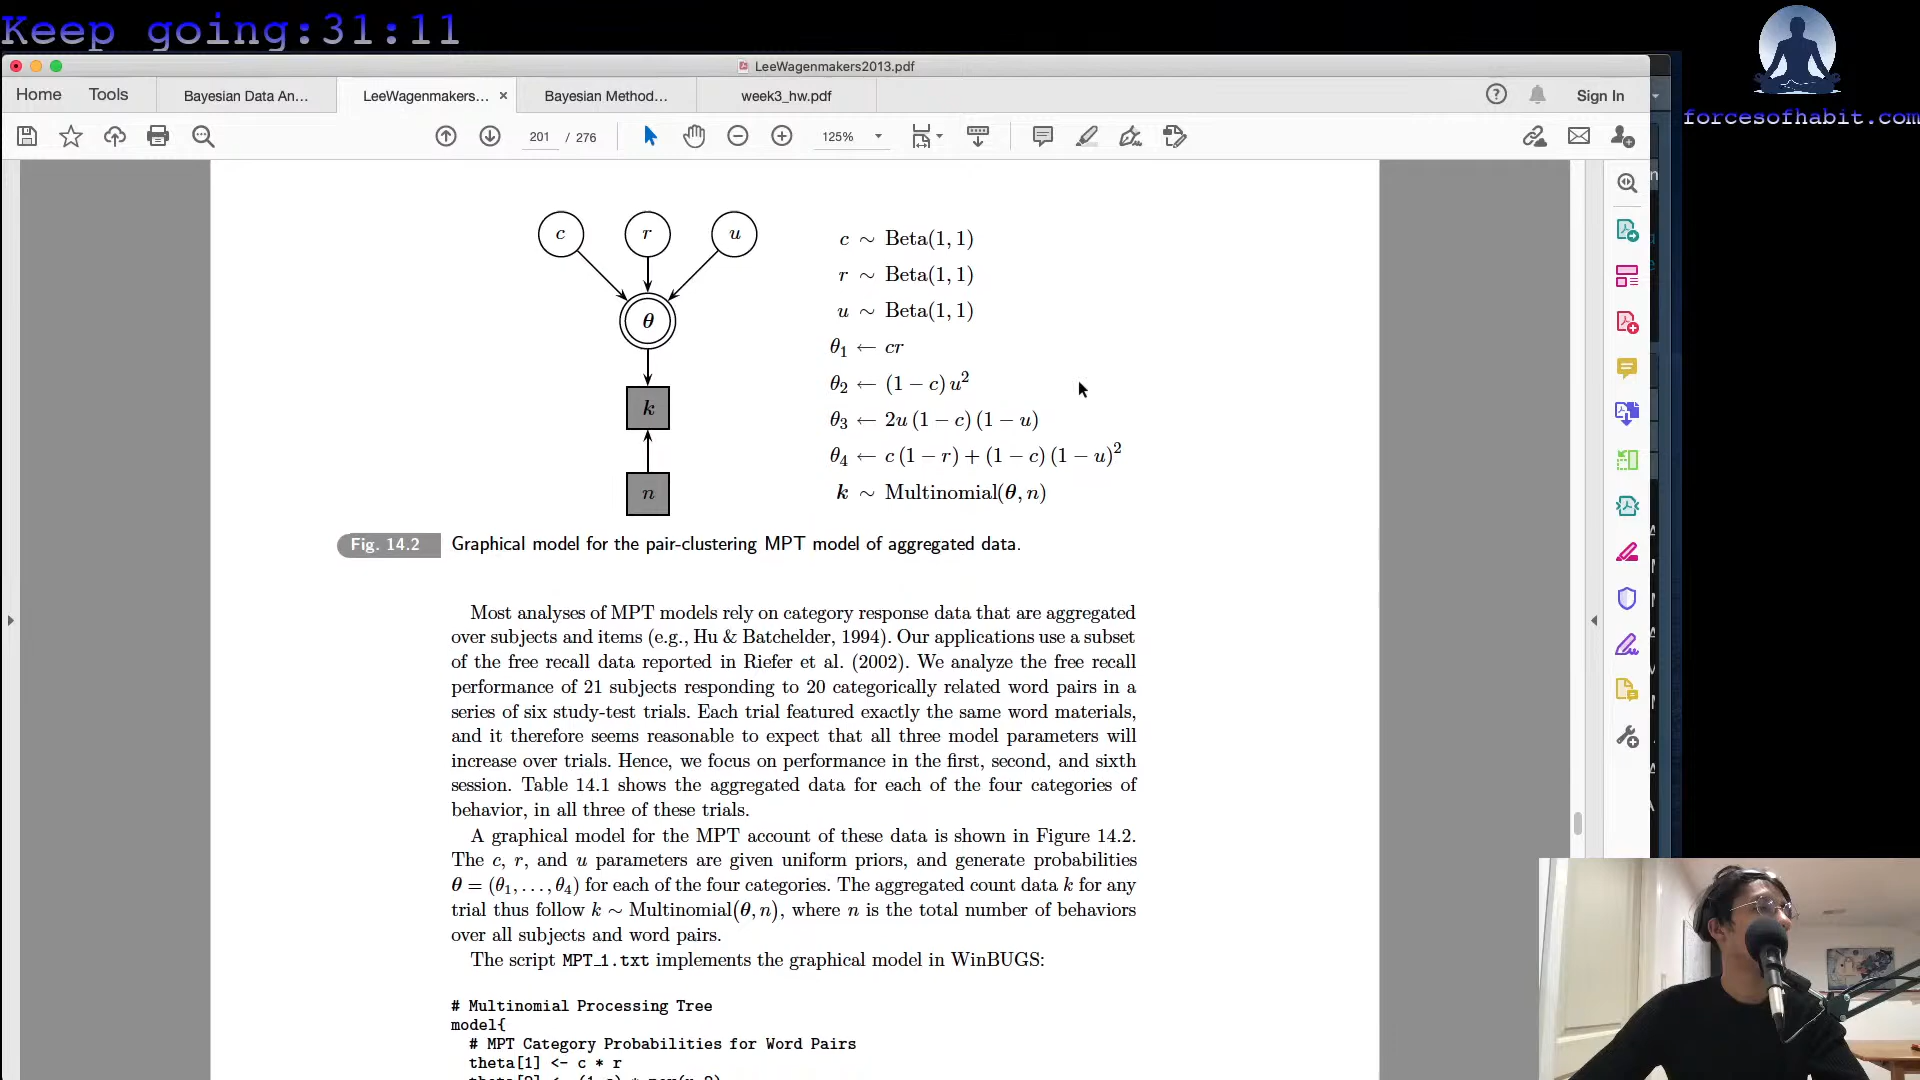 Keep going:31:11
forcesofhabit.com
LeeWagenmakers2013.pdf
Home Tools Bayesian Data An... LeeWagenmakers... × Bayesian Method... week3_hw.pdf Sign In
201 / 276 125%
c r u
θ
k
n
c ∼ Beta(1, 1)
r ∼ Beta(1, 1)
u ∼ Beta(1, 1)
θ₁ ← cr
θ₂ ← (1 − c) u²
θ₃ ← 2u (1 − c) (1 − u)
θ₄ ← c (1 − r) + (1 − c) (1 − u)²
k ∼ Multinomial(θ, n)
Fig. 14.2 Graphical model for the pair-clustering MPT model of aggregated data.
Most analyses of MPT models rely on category response data that are aggregated
over subjects and items (e.g., Hu & Batchelder, 1994). Our applications use a subset
of the free recall data reported in Riefer et al. (2002). We analyze the free recall
performance of 21 subjects responding to 20 categorically related word pairs in a
series of six study-test trials. Each trial featured exactly the same word materials,
and it therefore seems reasonable to expect that all three model parameters will
increase over trials. Hence, we focus on performance in the first, second, and sixth
session. Table 14.1 shows the aggregated data for each of the four categories of
behavior, in all three of these trials.
A graphical model for the MPT account of these data is shown in Figure 14.2.
The c, r, and u parameters are given uniform priors, and generate probabilities
θ = (θ₁, . . . , θ₄) for each of the four categories. The aggregated count data k for any
trial thus follow k ∼ Multinomial(θ, n), where n is the total number of behaviors
over all subjects and word pairs.
The script MPT_1.txt implements the graphical model in WinBUGS:
# Multinomial Processing Tree
model{
# MPT Category Probabilities for Word Pairs
theta[1] <- c * r